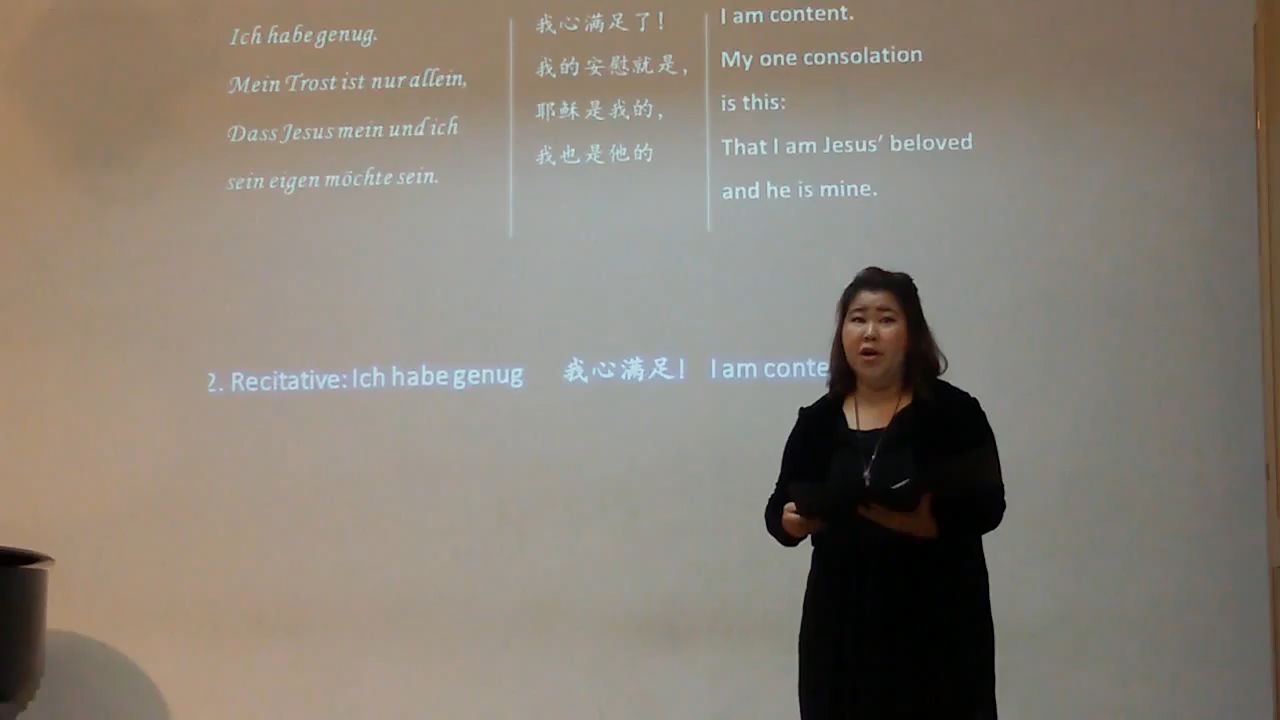 Ich habe genug.
Mein Trost ist nur allein,
Dass Jesus mein und ich
sein eigen möchte sein.
我心满足了!
我的安慰就是,
耶稣是我的,
我也是他的
I am content.
My one consolation
is this:
That I am Jesus’ beloved
and he is mine.
2. Recitative: Ich habe genug 我心满足! I am conte